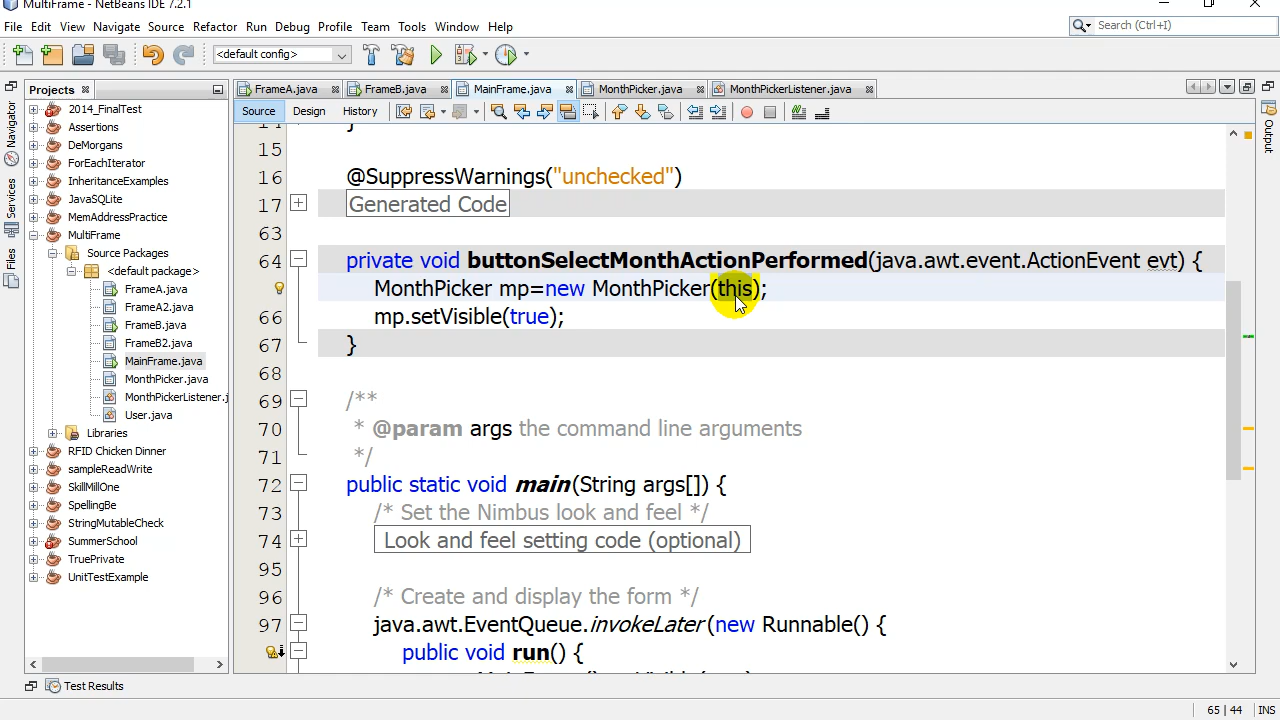 MultiFrame - NetBeans IDE 7.2.1
File Edit View Navigate Source Refactor Run Debug Profile Team Tools Window Help
Search (Ctrl+I)
<default config>
Projects
FrameA.java FrameB.java MainFrame.java MonthPicker.java MonthPickerListener.java
Source Design History
Navigator
Services
Files
Output
2014_FinalTest
Assertions
DeMorgans
ForEachIterator
InheritanceExamples
JavaSQLite
MemAddressPractice
MultiFrame
Source Packages
<default package>
FrameA.java
FrameA2.java
FrameB.java
FrameB2.java
MainFrame.java
MonthPicker.java
MonthPickerListener.j
User.java
Libraries
RFID Chicken Dinner
sampleReadWrite
SkillMillOne
SpellingBe
StringMutableCheck
SummerSchool
TruePrivate
UnitTestExample
14 }
15
16 @SuppressWarnings("unchecked")
17 Generated Code
63
64 private void buttonSelectMonthActionPerformed(java.awt.event.ActionEvent evt) {
MonthPicker mp=new MonthPicker(this);
66 mp.setVisible(true);
67 }
68
69 /**
70 * @param args the command line arguments
71 */
72 public static void main(String args[]) {
73 /* Set the Nimbus look and feel */
74 Look and feel setting code (optional)
95
96 /* Create and display the form */
97 java.awt.EventQueue.invokeLater(new Runnable() {
public void run() {
Test Results
65 | 44 INS